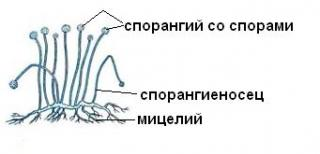 спорангий со спорами
спорангиеносец
мицелий